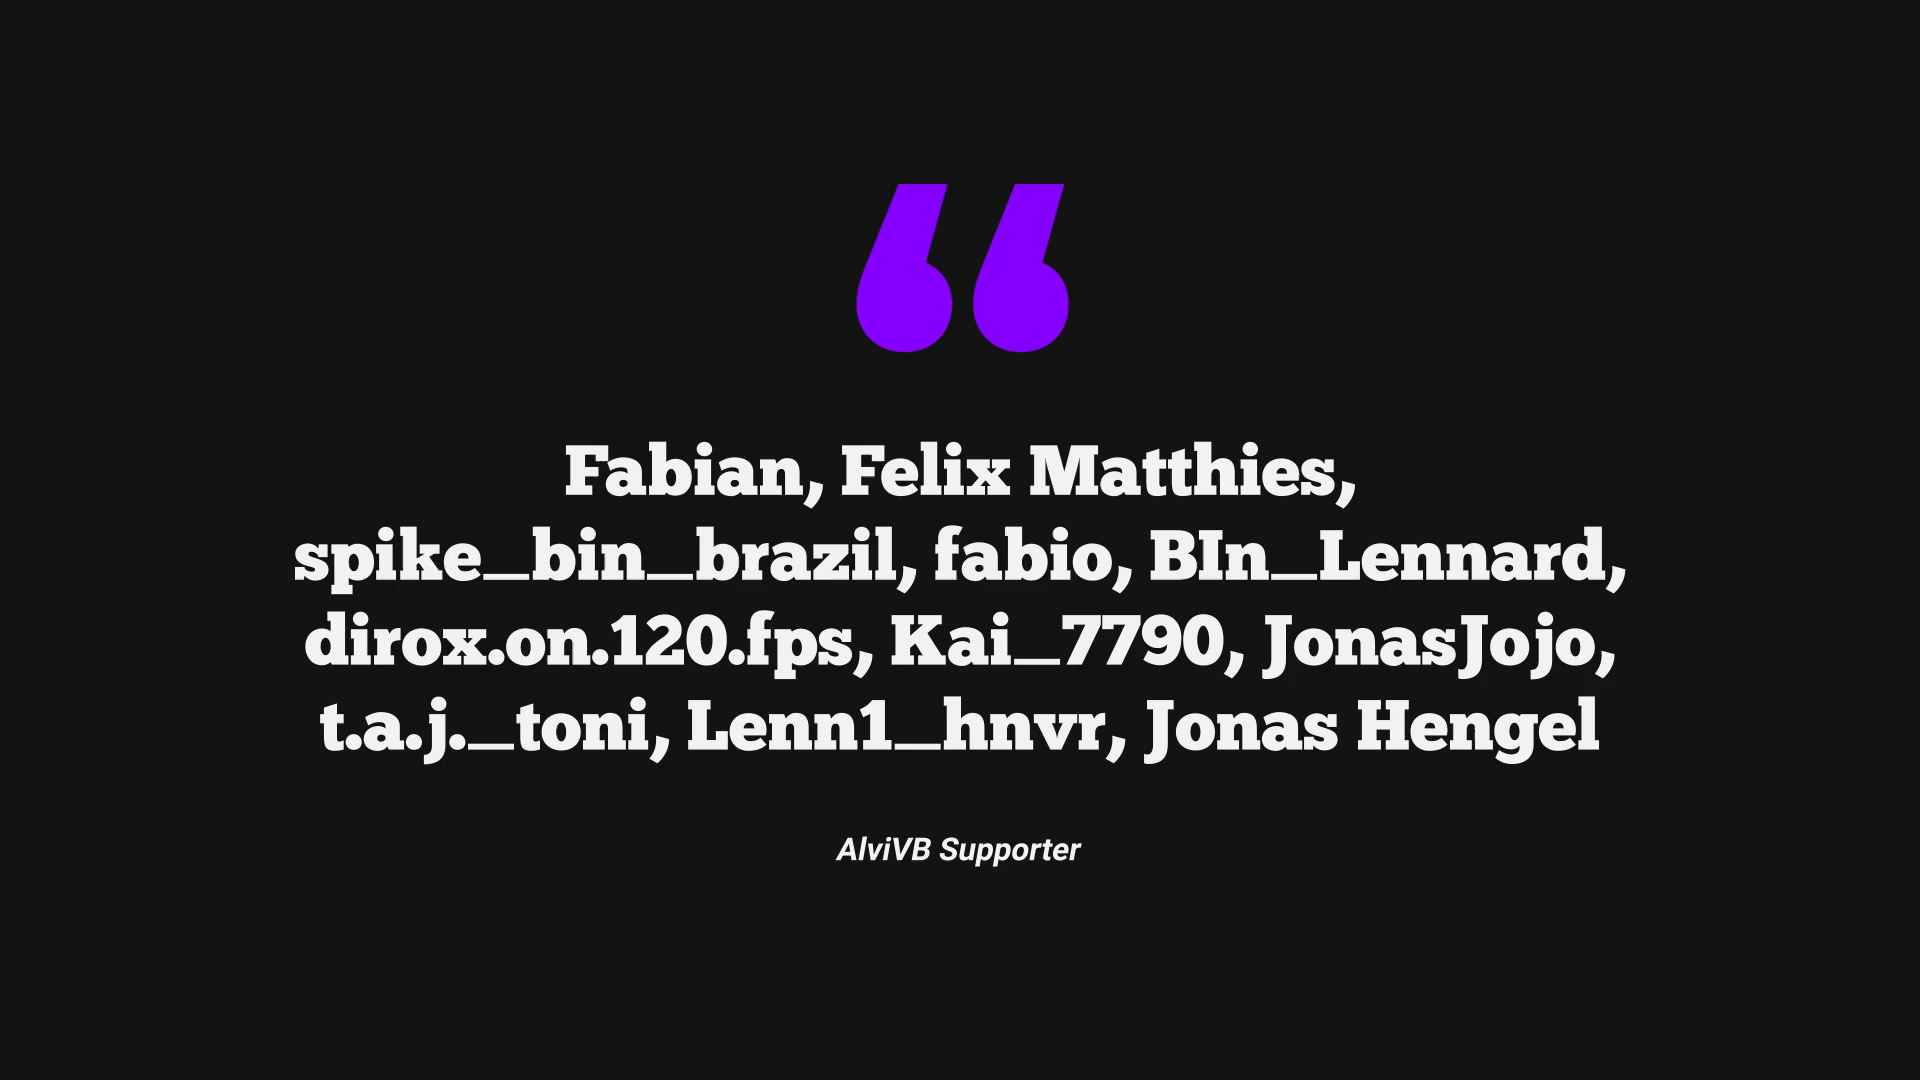 “
Fabian, Felix Matthies,
spike_bin_brazil, fabio, BIn_Lennard,
dirox.on.120.fps, Kai_7790, JonasJojo,
t.a.j._toni, Lenn1_hnvr, Jonas Hengel
AlviVB Supporter